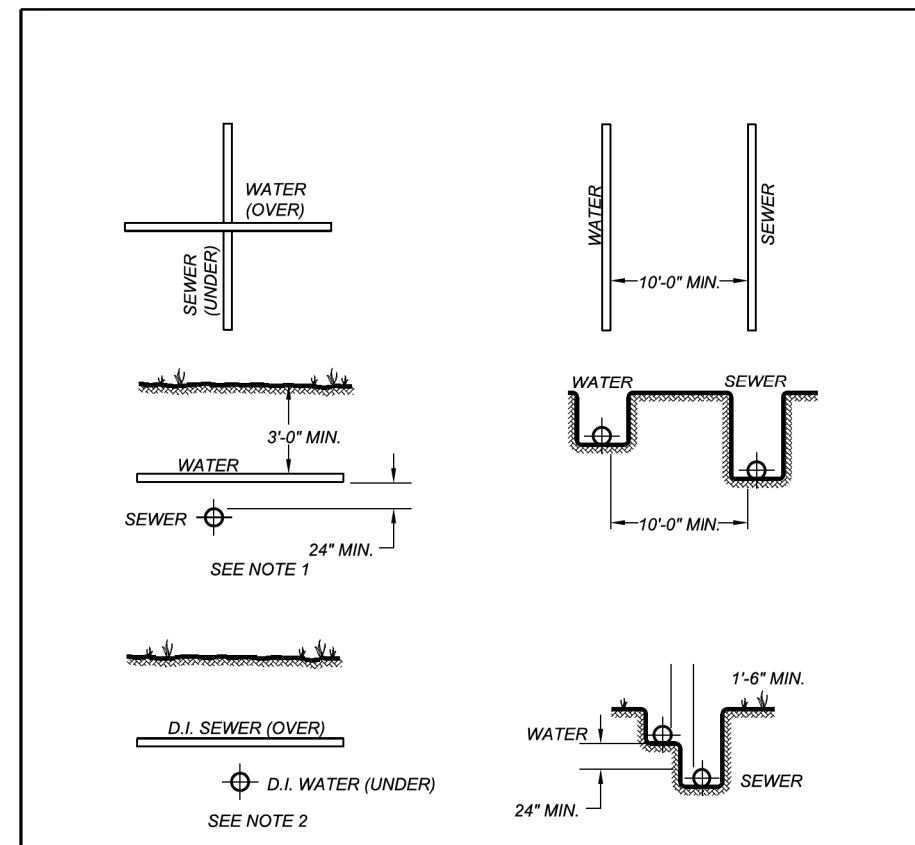 WATER
(OVER)
SEWER
(UNDER)
WATER
SEWER
10'-0" MIN.
3'-0" MIN.
WATER
SEWER
24" MIN.
SEE NOTE 1
WATER
SEWER
10'-0" MIN.
D.I. SEWER (OVER)
D.I. WATER (UNDER)
SEE NOTE 2
1'-6" MIN.
WATER
SEWER
24" MIN.